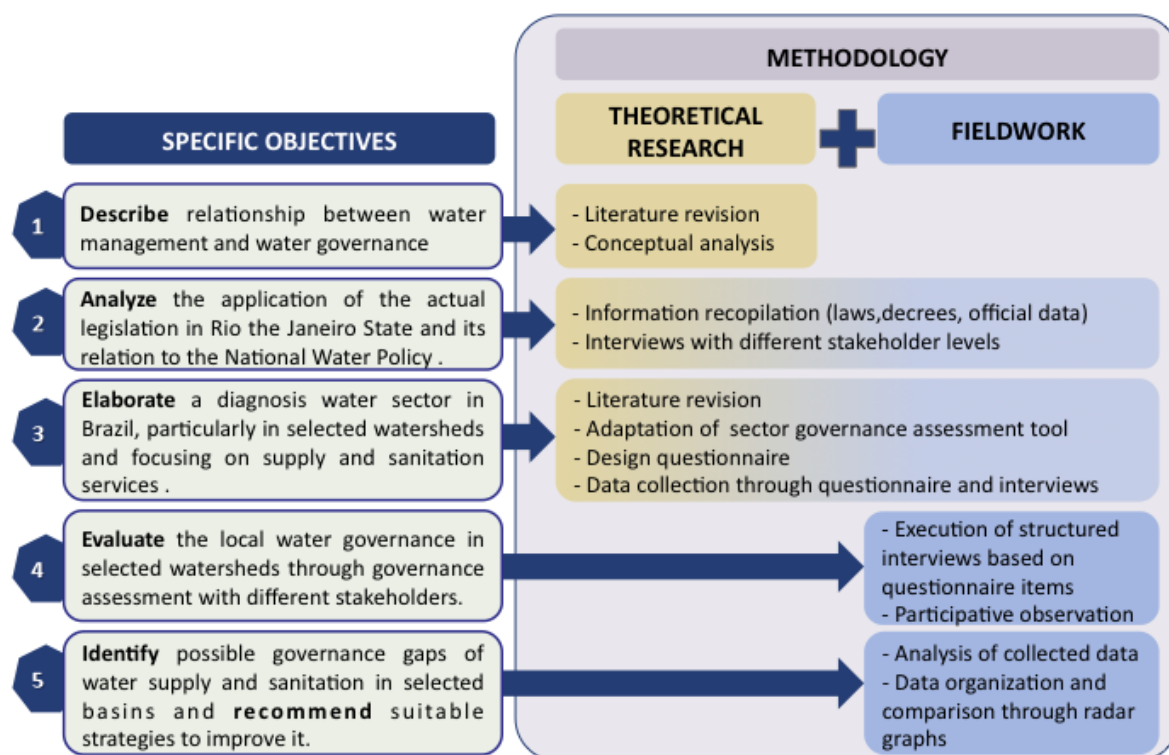 METHODOLOGY
SPECIFIC OBJECTIVES
THEORETICAL
RESEARCH
FIELDWORK
1
Describe relationship between water
management and water governance
- Literature revision
- Conceptual analysis
2
Analyze the application of the actual
legislation in Rio the Janeiro State and its
relation to the National Water Policy .
- Information recopilation (laws,decrees, official data)
- Interviews with different stakeholder levels
3
Elaborate a diagnosis water sector in
Brazil, particularly in selected watersheds
and focusing on supply and sanitation
services .
- Literature revision
- Adaptation of sector governance assessment tool
- Design questionnaire
- Data collection through questionnaire and interviews
4
Evaluate the local water governance in
selected watersheds through governance
assessment with different stakeholders.
- Execution of structured
interviews based on
questionnaire items
- Participative observation
5
Identify possible governance gaps of
water supply and sanitation in selected
basins and recommend suitable
strategies to improve it.
- Analysis of collected data
- Data organization and
comparison through radar
graphs